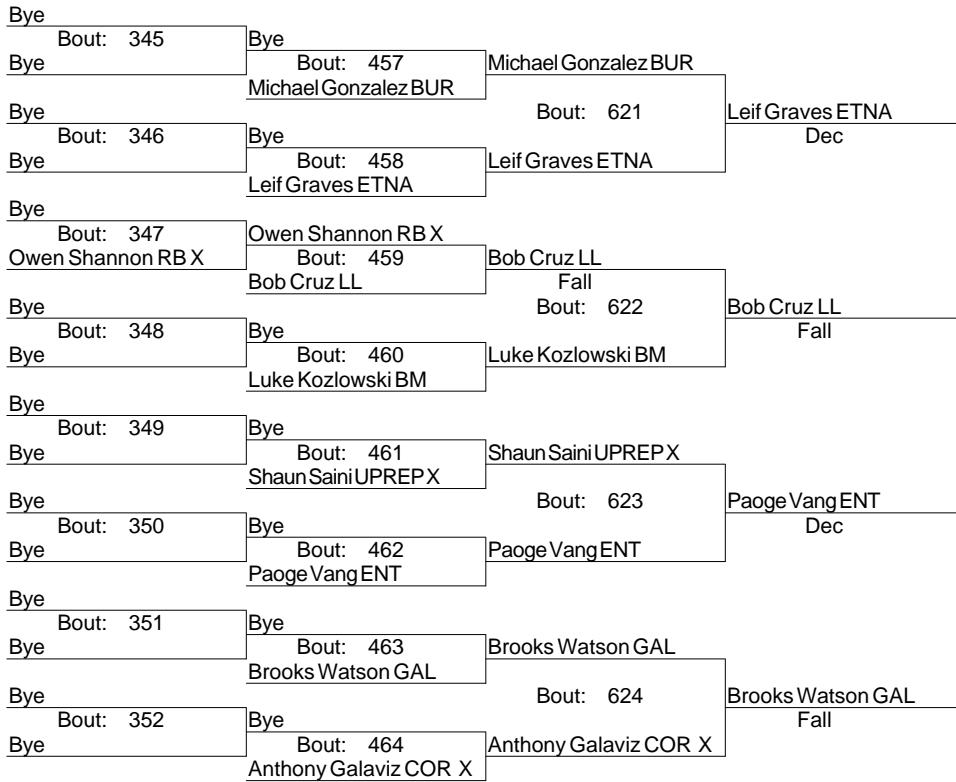 Bye
Bout: 345
Bye
Bye
Bout: 457
Michael Gonzalez BUR
Michael Gonzalez BUR
Bye
Bout: 346
Bye
Bye
Bout: 458
Leif Graves ETNA
Bout: 621
Leif Graves ETNA
Leif Graves ETNA
Dec
Bye
Bout: 347
Owen Shannon RB X
Owen Shannon RB X
Bout: 459
Bob Cruz LL
Bob Cruz LL
Fall
Bye
Bout: 348
Bye
Bye
Bout: 460
Luke Kozlowski BM
Bout: 622
Luke Kozlowski BM
Bob Cruz LL
Fall
Bye
Bout: 349
Bye
Bye
Bout: 461
Shaun Saini UPREP X
Shaun Saini UPREP X
Bye
Bout: 350
Bye
Bye
Bout: 462
Paoge Vang ENT
Bout: 623
Paoge Vang ENT
Paoge Vang ENT
Dec
Bye
Bout: 351
Bye
Bye
Bout: 463
Brooks Watson GAL
Brooks Watson GAL
Bye
Bout: 352
Bye
Bye
Bout: 464
Anthony Galaviz COR X
Bout: 624
Anthony Galaviz COR X
Brooks Watson GAL
Fall